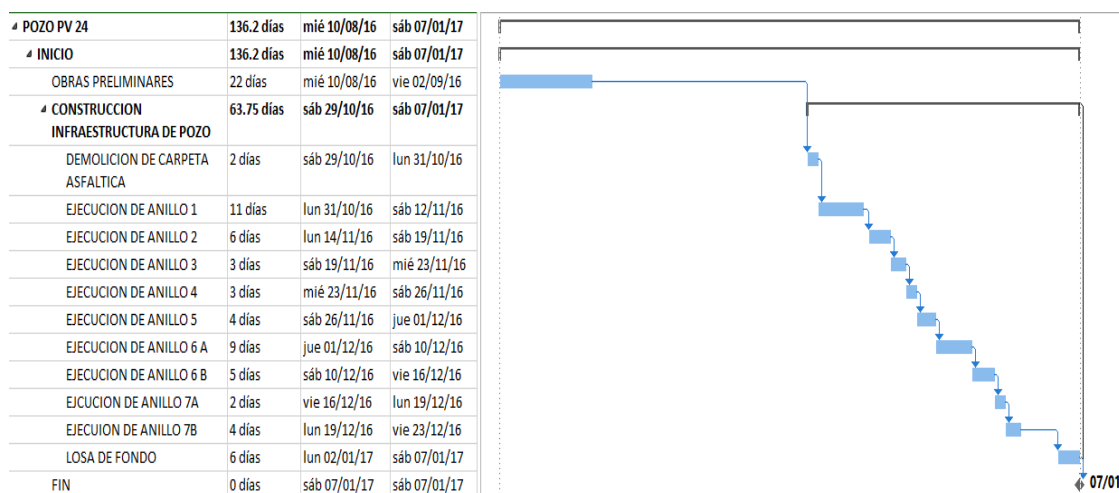 POZO PV 24 136.2 días mié 10/08/16 sáb 07/01/17
INICIO 136.2 días mié 10/08/16 sáb 07/01/17
OBRAS PRELIMINARES 22 días mié 10/08/16 vie 02/09/16
CONSTRUCCION 63.75 días sáb 29/10/16 sáb 07/01/17
INFRAESTRUCTURA DE POZO
DEMOLICION DE CARPETA 2 días sáb 29/10/16 lun 31/10/16
ASFALTICA
EJECUCION DE ANILLO 1 11 días lun 31/10/16 sáb 12/11/16
EJECUCION DE ANILLO 2 6 días lun 14/11/16 sáb 19/11/16
EJECUCION DE ANILLO 3 3 días sáb 19/11/16 mié 23/11/16
EJECUCION DE ANILLO 4 3 días mié 23/11/16 sáb 26/11/16
EJECUCION DE ANILLO 5 4 días sáb 26/11/16 jue 01/12/16
EJECUCION DE ANILLO 6 A 9 días jue 01/12/16 sáb 10/12/16
EJECUCION DE ANILLO 6 B 5 días sáb 10/12/16 vie 16/12/16
EJCUCION DE ANILLO 7A 2 días vie 16/12/16 lun 19/12/16
EJECUION DE ANILLO 7B 4 días lun 19/12/16 vie 23/12/16
LOSA DE FONDO 6 días lun 02/01/17 sáb 07/01/17
FIN 0 días sáb 07/01/17 sáb 07/01/17 07/01